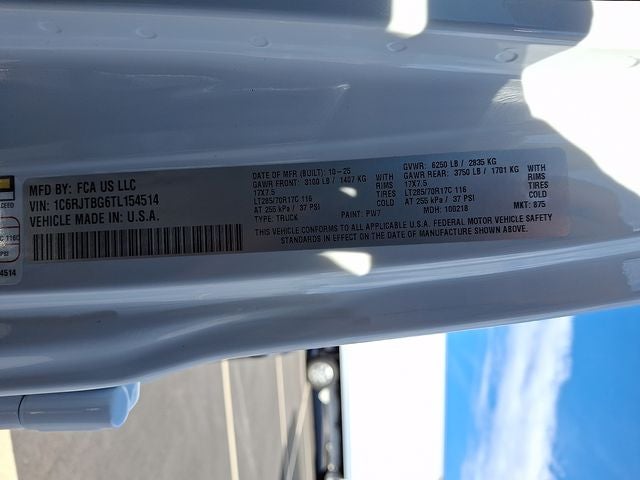 MFD BY: FCA US LLC
VIN: 1C6RJTBG6TL154514
VEHICLE MADE IN U.S.A.
DATE OF MFR (BUILT): 10-25
GAWR FRONT: 3100 LB / 1407 KG WITH
17X7.5 RIMS
LT285/70R17C 116 TIRES
AT 255 kPa / 37 PSI COLD
TYPE: TRUCK
PAINT: PW7
GVWR: 6250 LB / 2835 KG
GAWR REAR: 3750 LB / 1701 KG WITH
17X7.5 RIMS
LT285/70R17C 116 TIRES
AT 255 kPa / 37 PSI COLD
MDH: 100218
MKT: 875
THIS VEHICLE CONFORMS TO ALL APPLICABLE U.S.A. FEDERAL MOTOR VEHICLE SAFETY
STANDARDS IN EFFECT ON THE DATE OF MANUFACTURE SHOWN ABOVE.
4514